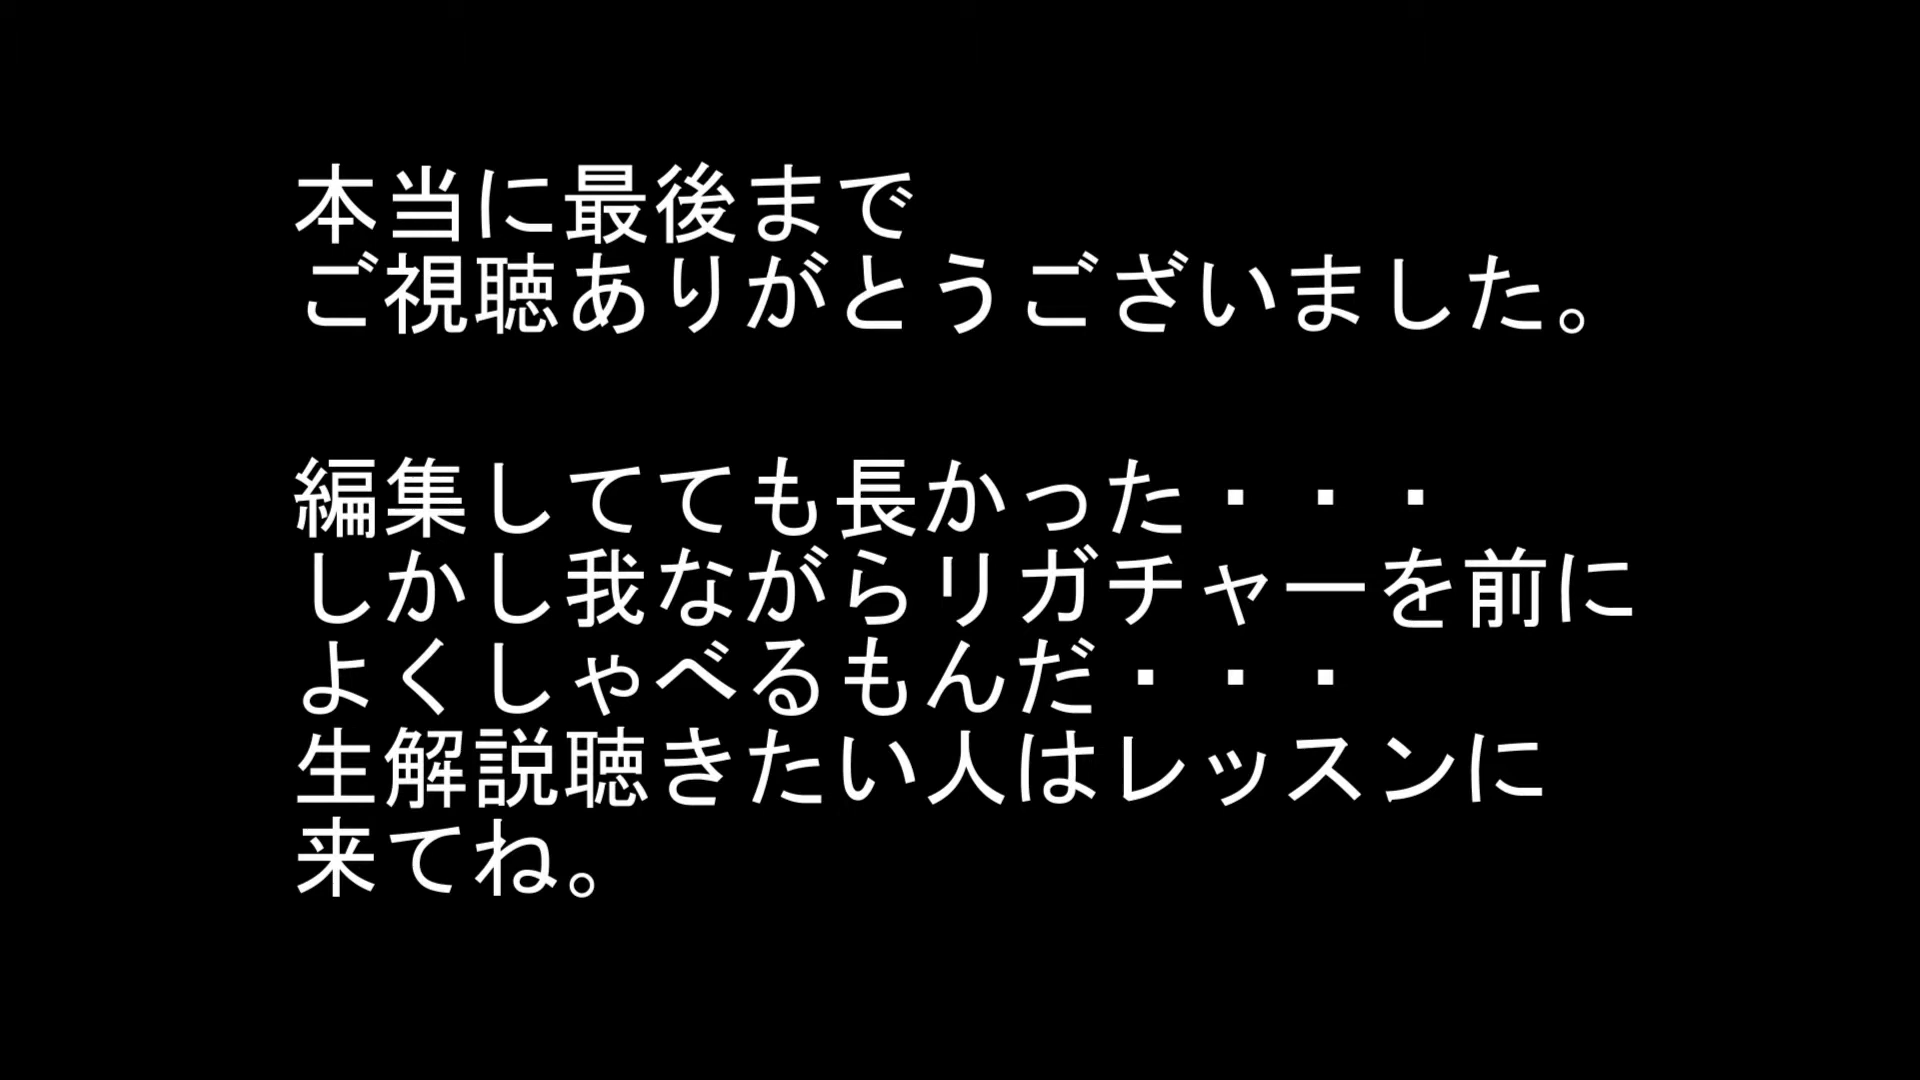 本当に最後まで
ご視聴ありがとうございました。
編集してても長かった・・・
しかし我ながらリガチャーを前に
よくしゃべるもんだ・・・
生解説聴きたい人はレッスンに
来てね。